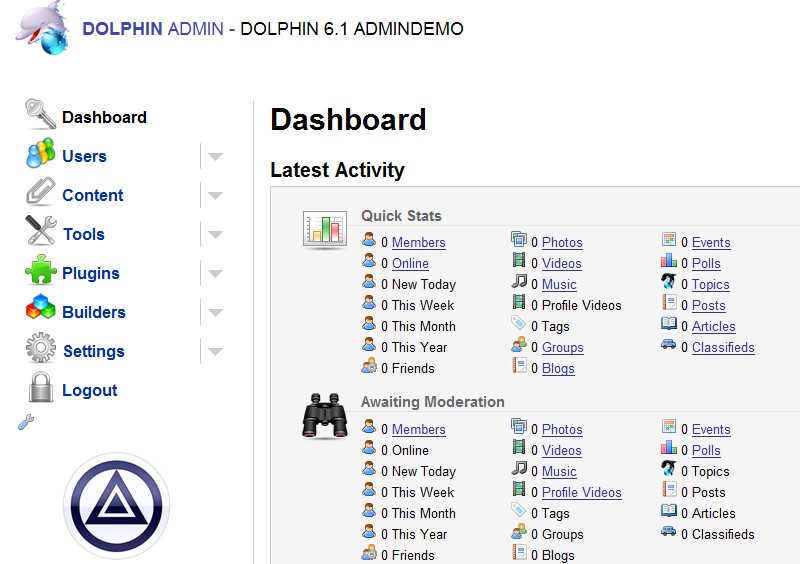 DOLPHIN ADMIN - DOLPHIN 6.1 ADMINDEMO
Dashboard
Users
Content
Tools
Plugins
Builders
Settings
Logout
Dashboard
Latest Activity
Quick Stats
0 Members 0 Photos 0 Events
0 Online 0 Videos 0 Polls
0 New Today 0 Music 0 Topics
0 This Week 0 Profile Videos 0 Posts
0 This Month 0 Tags 0 Articles
0 This Year 0 Groups 0 Classifieds
0 Friends 0 Blogs
Awaiting Moderation
0 Members 0 Photos 0 Events
0 Online 0 Videos 0 Polls
0 New Today 0 Music 0 Topics
0 This Week 0 Profile Videos 0 Posts
0 This Month 0 Tags 0 Articles
0 This Year 0 Groups 0 Classifieds
0 Friends 0 Blogs